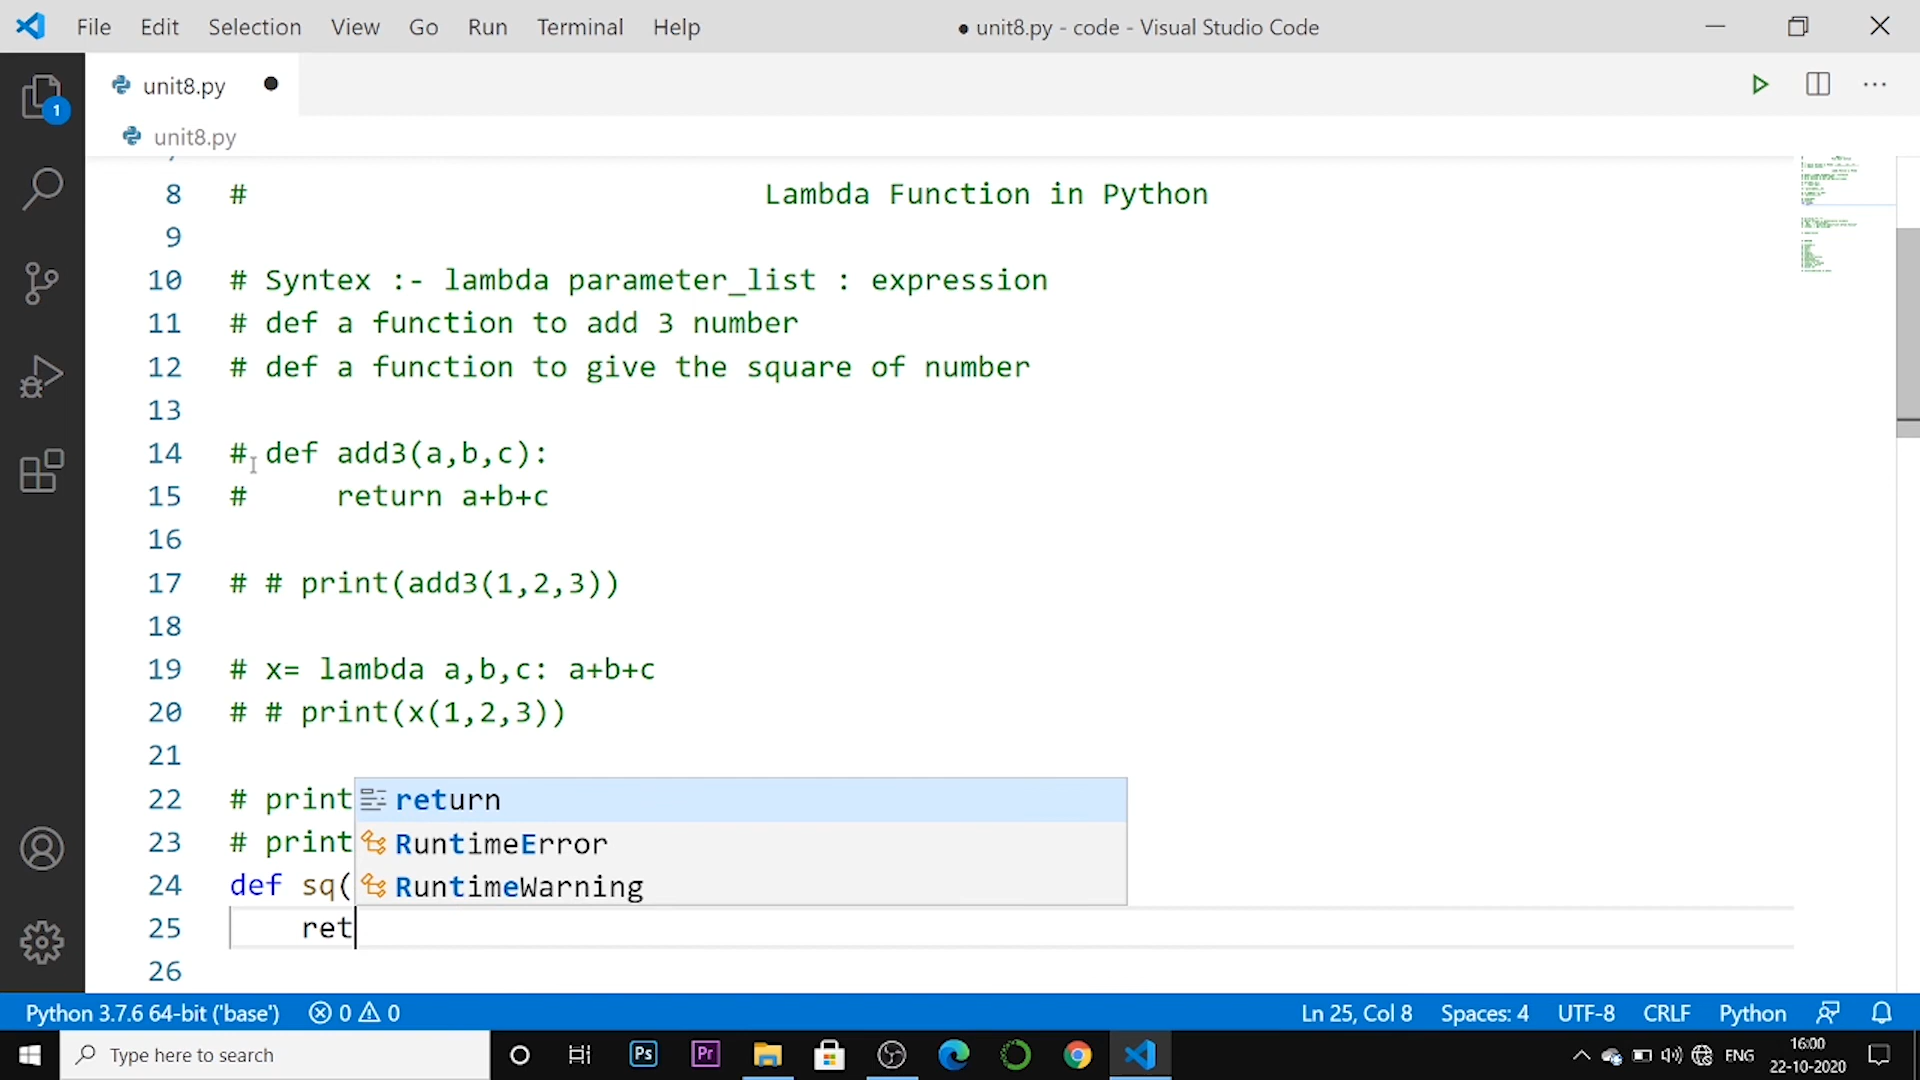 File Edit Selection View Go Run Terminal Help ● unit8.py - code - Visual Studio Code
unit8.py
1
unit8.py
8 # Lambda Function in Python
9
10 # Syntex :- lambda parameter_list : expression
11 # def a function to add 3 number
12 # def a function to give the square of number
13
14 # def add3(a,b,c):
15 #     return a+b+c
16
17 # # print(add3(1,2,3))
18
19 # x= lambda a,b,c: a+b+c
20 # # print(x(1,2,3))
21
22 # print
return
23 # print
RuntimeError
24 def sq(
RuntimeWarning
25     ret
26
Python 3.7.6 64-bit ('base') 0 0 Ln 25, Col 8 Spaces: 4 UTF-8 CRLF Python
Type here to search Ps Pr ENG 16:00
22-10-2020